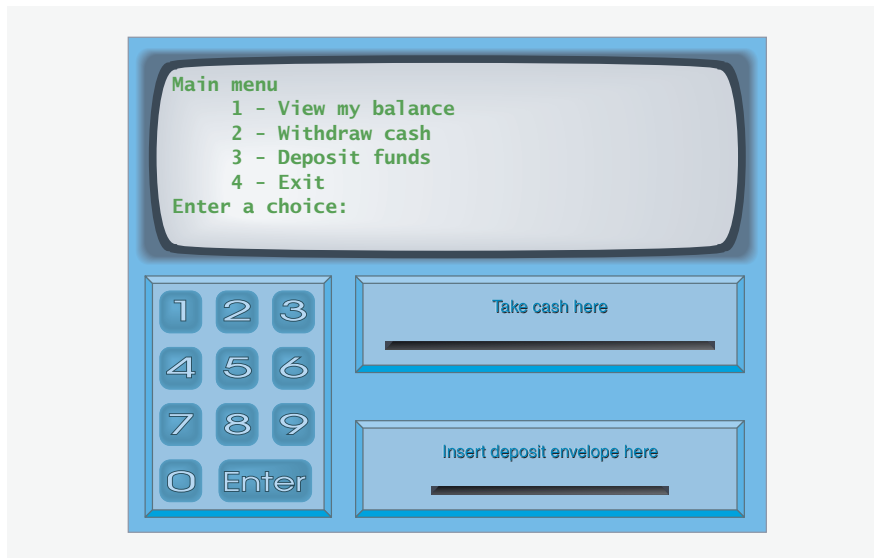 Main menu
1 - View my balance
2 - Withdraw cash
3 - Deposit funds
4 - Exit
Enter a choice:
1 2 3
4 5 6
7 8 9
0 Enter
Take cash here
Insert deposit envelope here